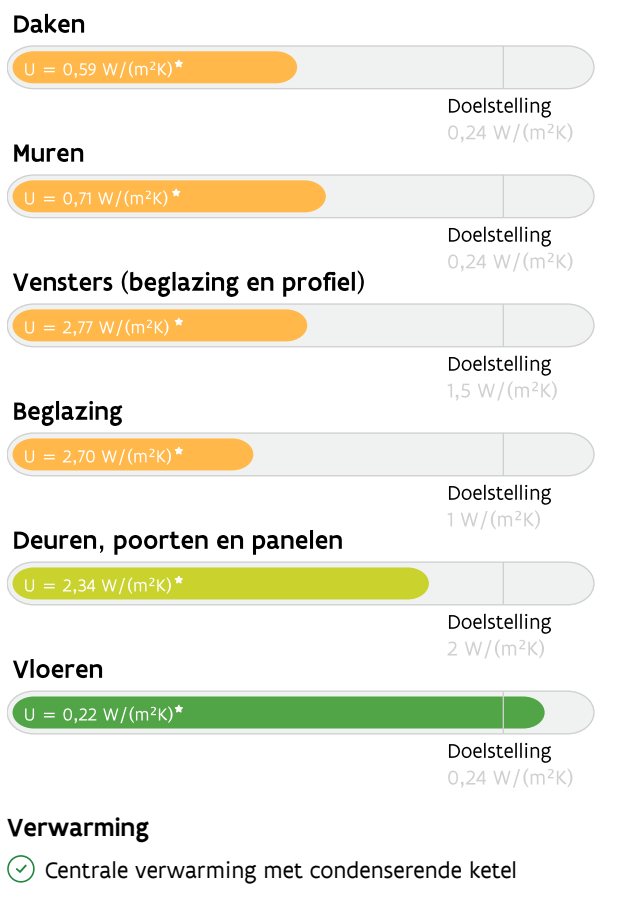 Daken
U = 0,59 W/(m²K)*
Doelstelling
0,24 W/(m²K)
Muren
U = 0,71 W/(m²K)*
Doelstelling
0,24 W/(m²K)
Vensters (beglazing en profiel)
U = 2,77 W/(m²K)*
Doelstelling
1,5 W/(m²K)
Beglazing
U = 2,70 W/(m²K)*
Doelstelling
1 W/(m²K)
Deuren, poorten en panelen
U = 2,34 W/(m²K)*
Doelstelling
2 W/(m²K)
Vloeren
U = 0,22 W/(m²K)*
Doelstelling
0,24 W/(m²K)
Verwarming
Centrale verwarming met condenserende ketel